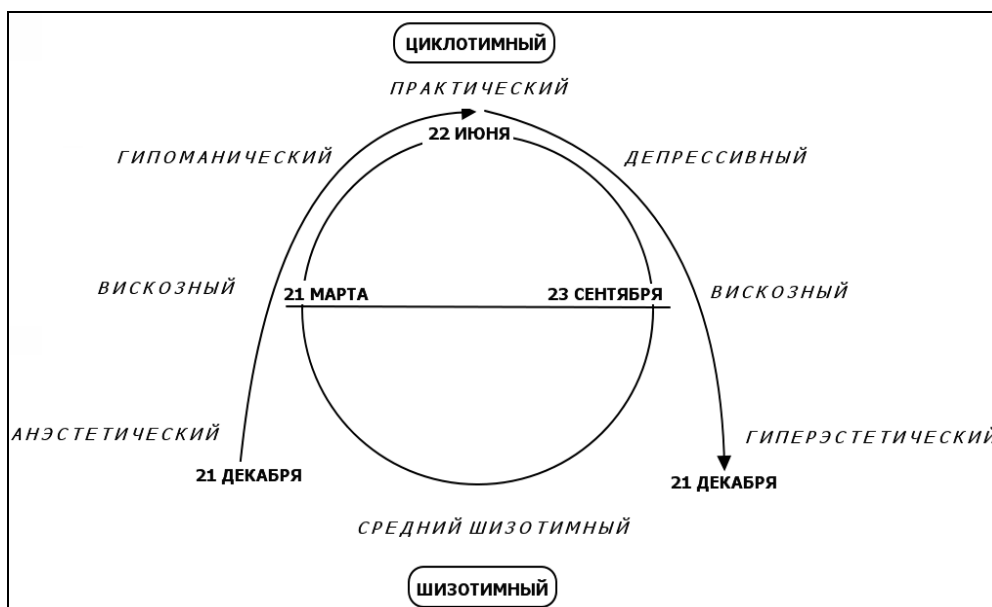 ЦИКЛОТИМНЫЙ
ПРАКТИЧЕСКИЙ
22 ИЮНЯ
ГИПОМАНИЧЕСКИЙ
ДЕПРЕССИВНЫЙ
ВИСКОЗНЫЙ
21 МАРТА
23 СЕНТЯБРЯ
ВИСКОЗНЫЙ
АНЭСТЕТИЧЕСКИЙ
ГИПЕРЭСТЕТИЧЕСКИЙ
21 ДЕКАБРЯ
21 ДЕКАБРЯ
СРЕДНИЙ ШИЗОТИМНЫЙ
ШИЗОТИМНЫЙ